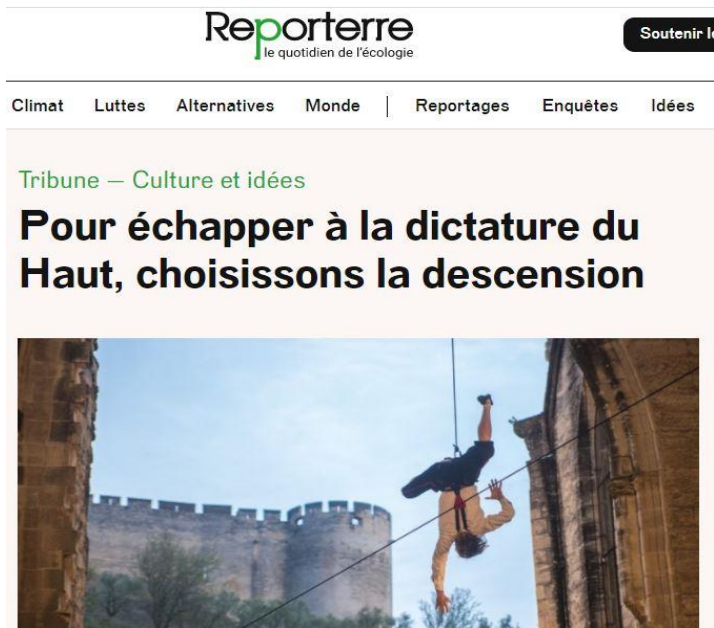 Reporterre
le quotidien de l'écologie
Soutenir
Climat Luttes Alternatives Monde | Reportages Enquêtes Idées
Tribune — Culture et idées
Pour échapper à la dictature du
Haut, choisissons la descension